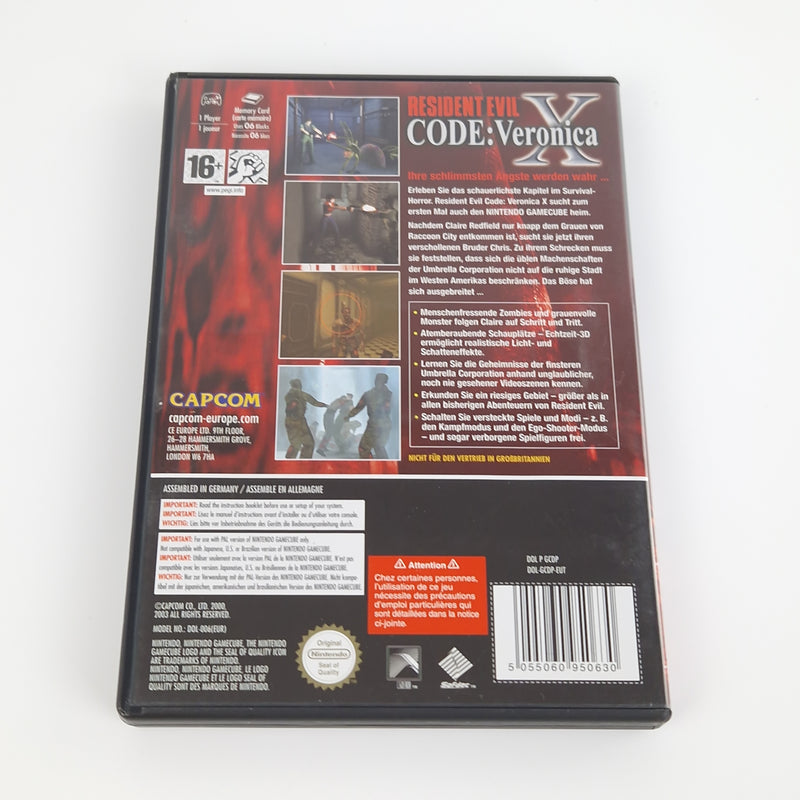 1 Player
1 joueur
Memory Card
(carte mémoire)
Uses 06 Blocks
Nécessite 06 blocs
16+
www.pegi.info
RESIDENT EVIL
CODE: Veronica X
Ihre schlimmsten Ängste werden wahr ...
Erleben Sie das schauerlichste Kapitel im Survival-
Horror. Resident Evil Code: Veronica X sucht zum
ersten Mal auch den NINTENDO GAMECUBE heim.
Nachdem Claire Redfield nur knapp dem Grauen von
Raccoon City entkommen ist, sucht sie jetzt ihren
verschollenen Bruder Chris. Zu ihrem Schrecken muss
sie feststellen, dass sich die üblen Machenschaften
der Umbrella Corporation nicht auf die ruhige Stadt
im Westen Amerikas beschränken. Das Böse hat
sich ausgebreitet ...
• Menschenfressende Zombies und grauenvolle
Monster folgen Claire auf Schritt und Tritt.
• Atemberaubende Schauplätze – Echtzeit-3D
ermöglicht realistische Licht- und
Schatteneffekte.
• Lernen Sie die Geheimnisse der finsteren
Umbrella Corporation anhand unglaublicher,
noch nie gesehener Videoszenen kennen.
• Erkunden Sie ein riesiges Gebiet – größer als in
allen bisherigen Abenteuern von Resident Evil.
• Schalten Sie versteckte Spiele und Modi – z. B.
den Kampfmodus und den Ego-Shooter-Modus
– und sogar verborgene Spielfiguren frei.
NICHT FÜR DEN VERTRIEB IN GROßBRITANNIEN
CAPCOM
capcom-europe.com
CE EUROPE LTD. 9TH FLOOR,
26-28 HAMMERSMITH GROVE,
HAMMERSMITH,
LONDON W6 7HA
ASSEMBLED IN GERMANY / ASSEMBLE EN ALLEMAGNE
IMPORTANT: Read the instruction booklet before use or setup of your system.
IMPORTANT: Lisez le manuel d'instructions avant d'installer ou d'utiliser votre console.
WICHTIG: Lies bitte vor Inbetriebnahme des Geräts die Bedienungsanleitung durch.
IMPORTANT: For use with PAL version of NINTENDO GAMECUBE only.
Not compatible with Japanese, U.S. or Brazilian version of NINTENDO GAMECUBE.
IMPORTANT: Utiliser seulement avec la version PAL de la NINTENDO GAMECUBE. N'est pas
compatible avec les versions Japonaises, U.S. ou Brésiliennes de la NINTENDO GAMECUBE.
WICHTIG: Nur zur Verwendung mit der PAL-Version des NINTENDO GAMECUBE. Nicht kompa-
tibel mit der japanischen, amerikanischen und brasilianischen Version des NINTENDO GAMECUBE.
©CAPCOM CO., LTD. 2000,
2003 ALL RIGHTS RESERVED.
MODEL NO.: DOL-006(EUR)
NINTENDO, NINTENDO GAMECUBE, THE NINTENDO
GAMECUBE LOGO AND THE SEAL OF QUALITY ICON
ARE TRADEMARKS OF NINTENDO.
NINTENDO, NINTENDO GAMECUBE, LE LOGO
NINTENDO GAMECUBE ET LE LOGO SEAL OF
QUALITY SONT DES MARQUES DE NINTENDO.
Original
Nintendo
Seal of
Quality
Attention
Chez certaines personnes,
l'utilisation de ce jeu
nécessite des précautions
d'emploi particulières qui
sont détaillées dans la notice
ci-jointe.
DOL P GCDP
DOL-GCDP-EUT
5 055060 950630